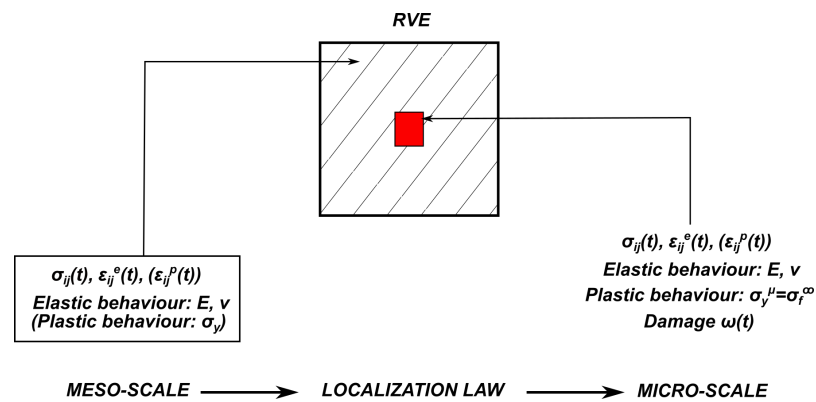 RVE
σij(t), εijᵉ(t), (εijᵖ(t))
Elastic behaviour: E, ν
(Plastic behaviour: σy)
σij(t), εijᵉ(t), (εijᵖ(t))
Elastic behaviour: E, ν
Plastic behaviour: σyᵘ=σf∞
Damage ω(t)
MESO-SCALE LOCALIZATION LAW MICRO-SCALE